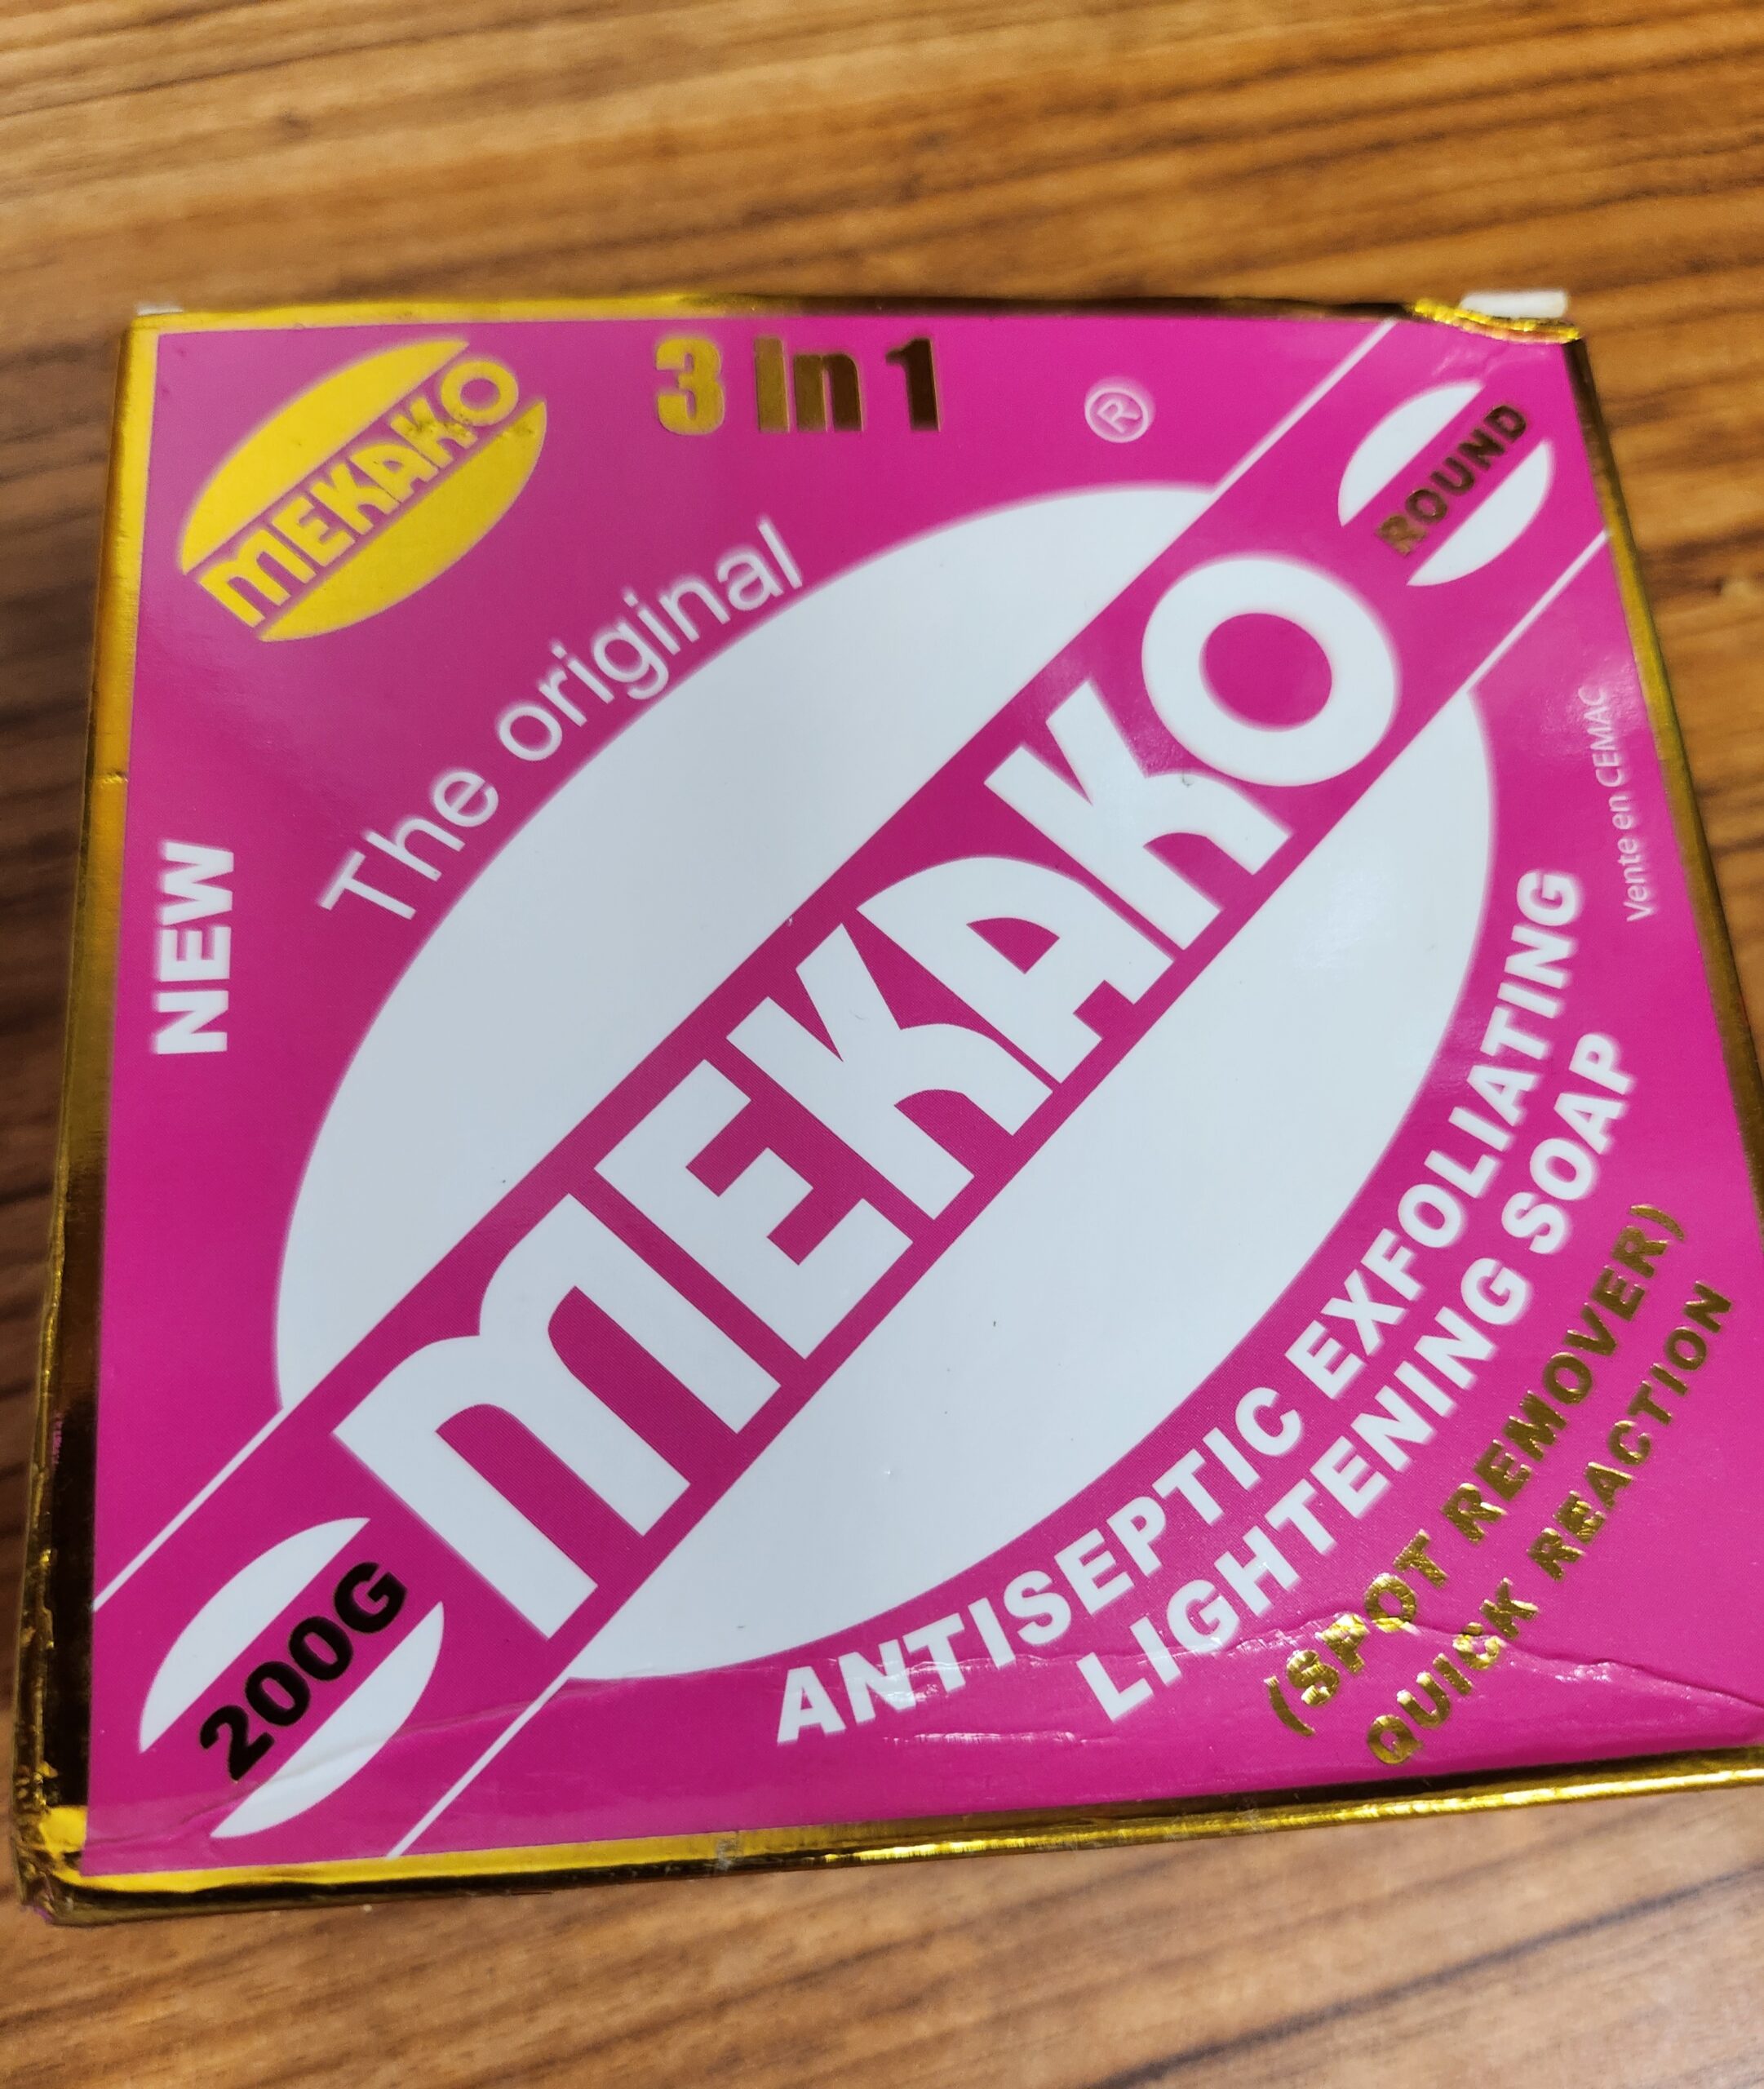 MEKAKO
3 in 1
®
ROUND
The original
NEW
MEKAKO
Vente en CEMAC
200G
ANTISEPTIC EXFOLIATING
LIGHTENING SOAP
(SPOT REMOVER)
QUICK REACTION